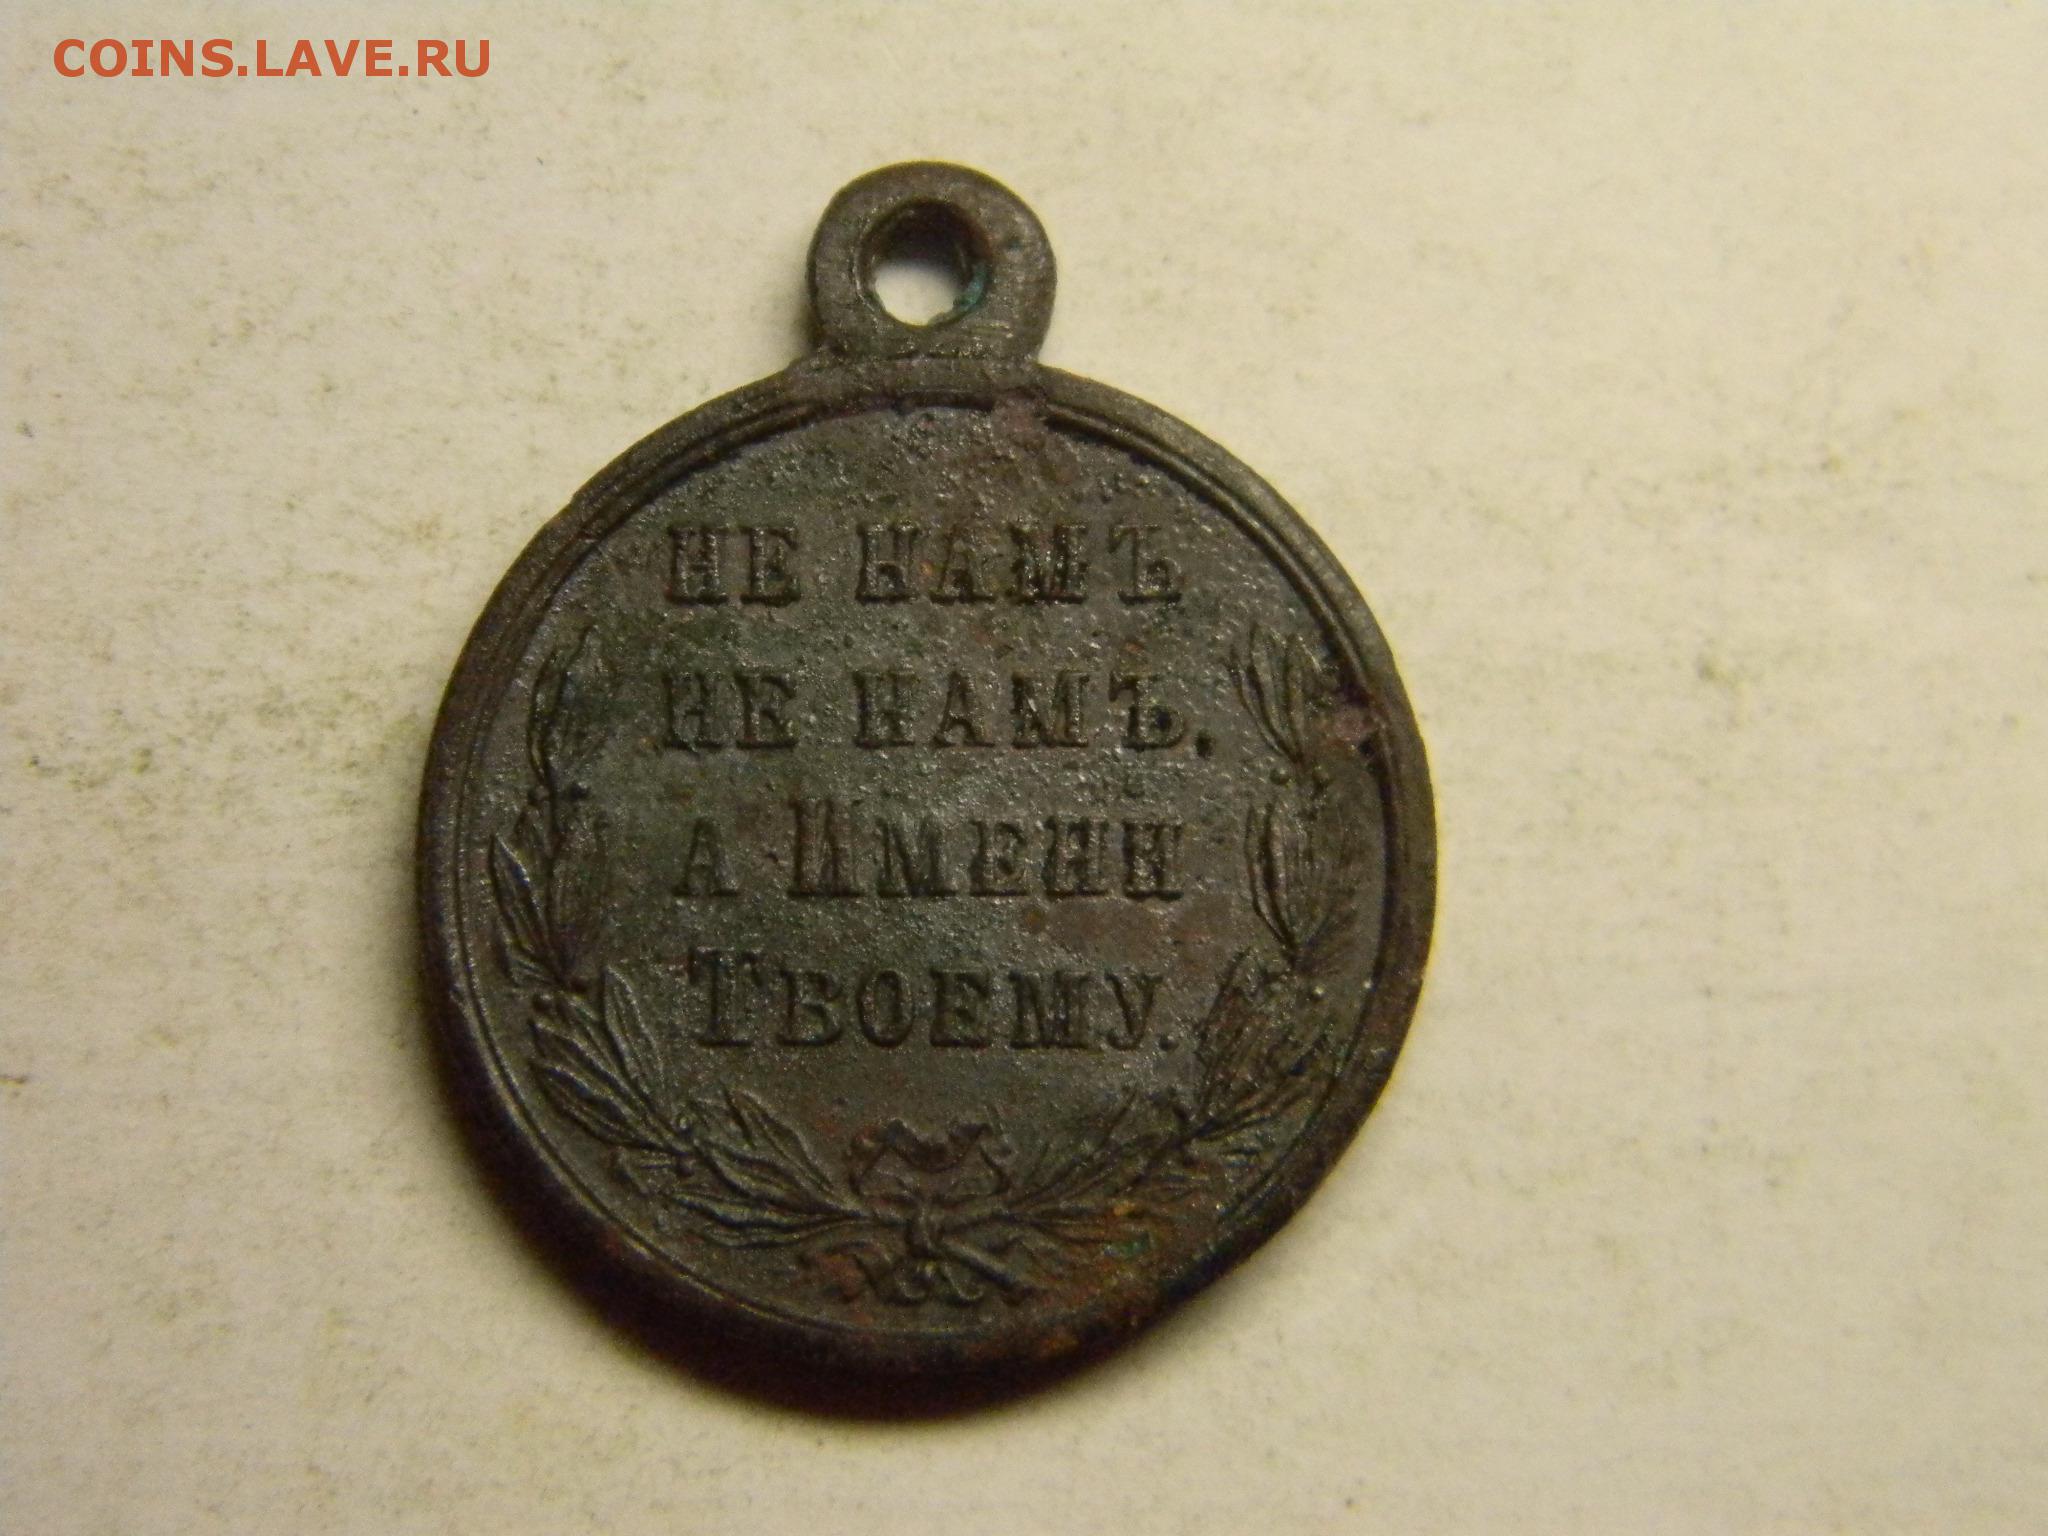 COINS.LAVE.RU
НЕ НАМЪ
НЕ НАМЪ.
А ИМЕНИ
ТВОЕМУ.